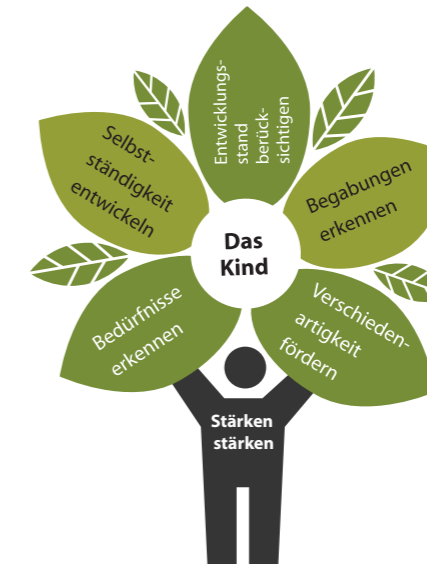 Entwicklungs-
stand
berück-
sichtigen
Selbst-
ständigkeit
entwickeln
Begabungen
erkennen
Das
Kind
Bedürfnisse
erkennen
Verschieden-
artigkeit
fördern
Stärken
stärken